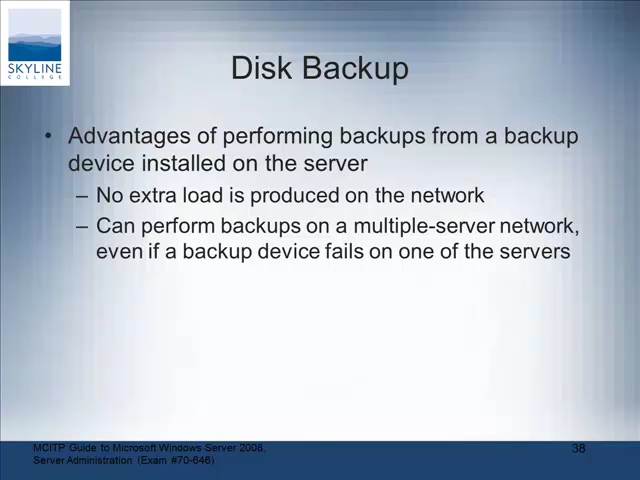 SKYLINE
COLLEGE
Disk Backup
• Advantages of performing backups from a backup
device installed on the server
– No extra load is produced on the network
– Can perform backups on a multiple-server network,
even if a backup device fails on one of the servers
MCITP Guide to Microsoft Windows Server 2008,
Server Administration (Exam #70-646)
38